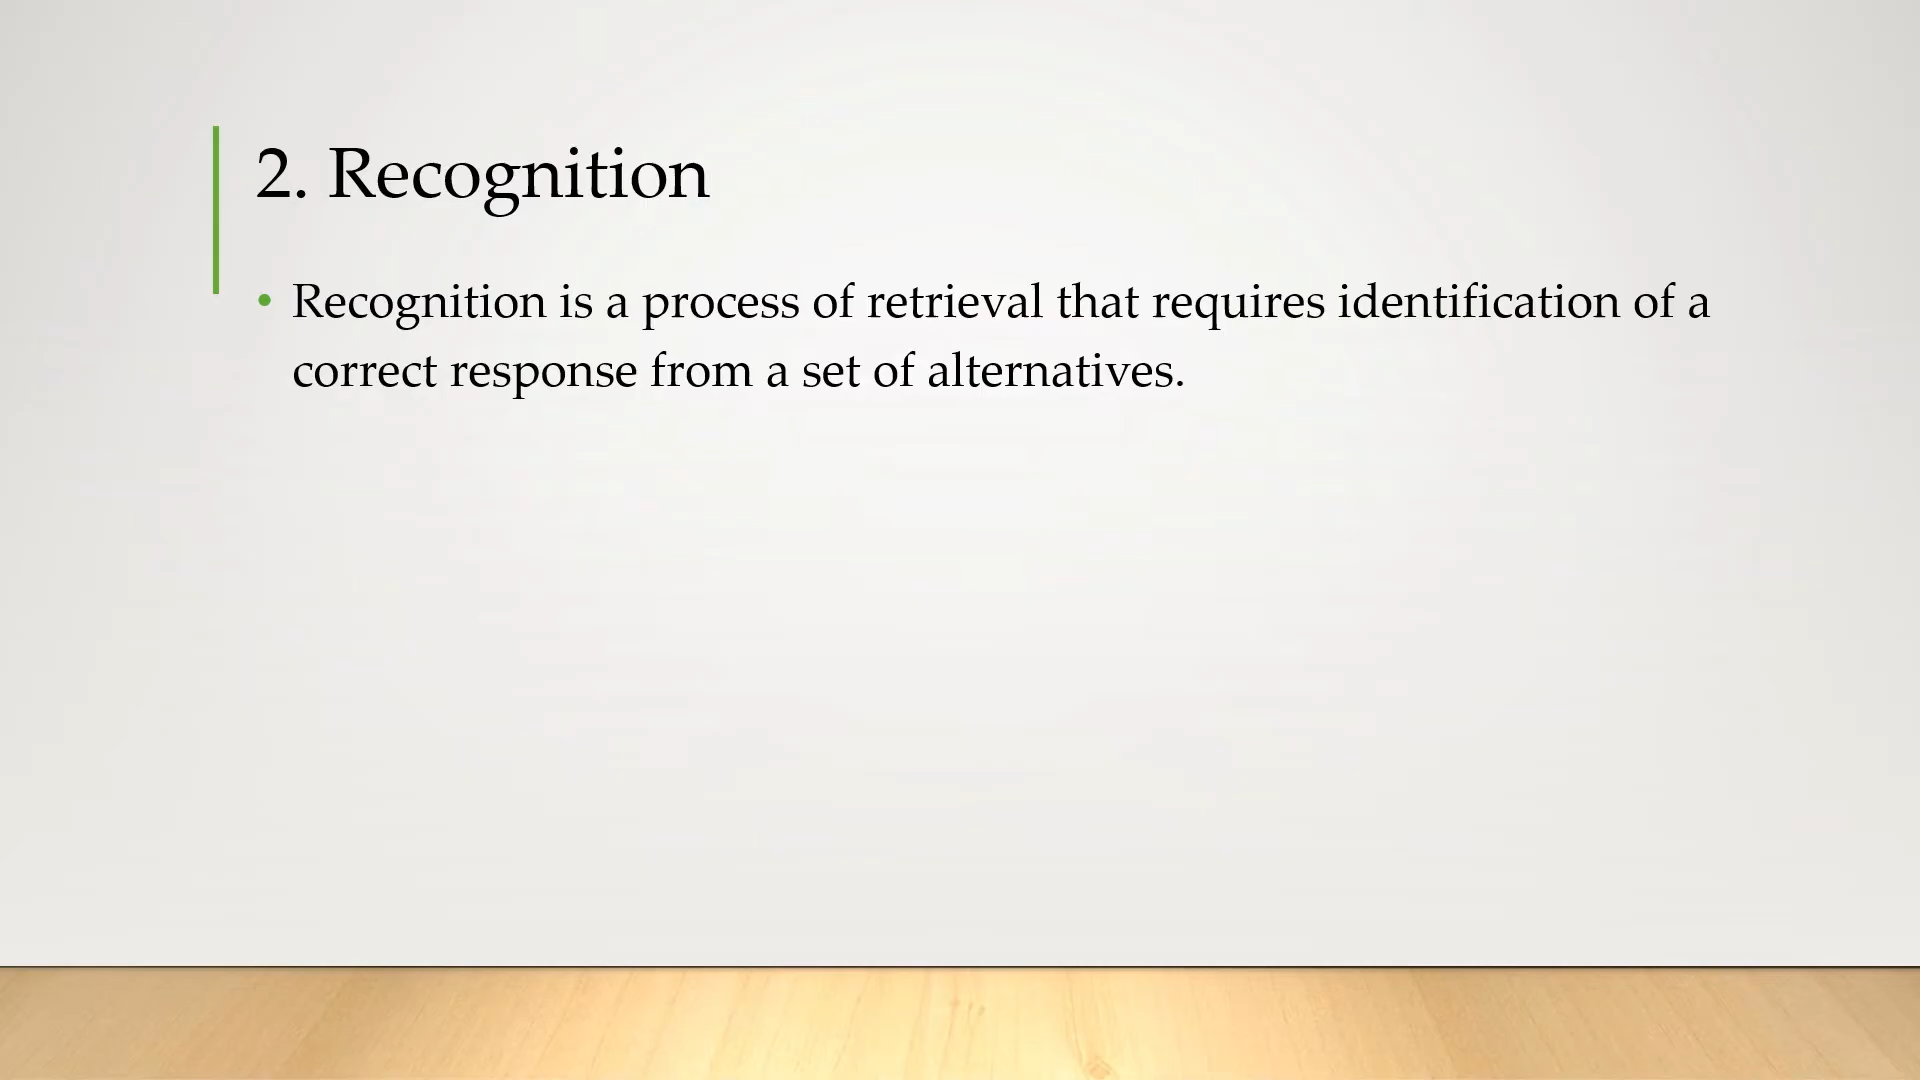 2. Recognition
• Recognition is a process of retrieval that requires identification of a
correct response from a set of alternatives.